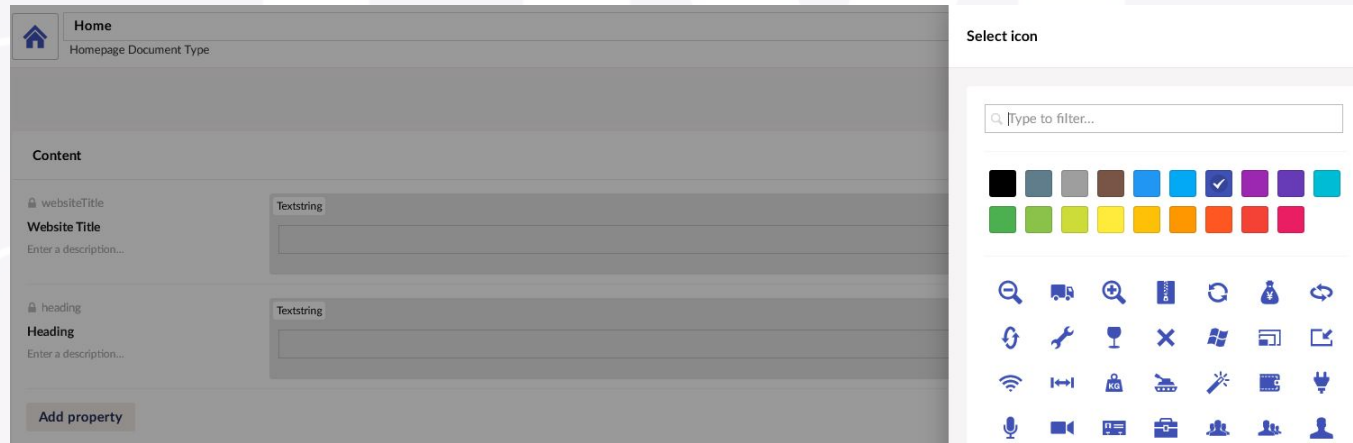 Home
Homepage Document Type
Select icon
Type to filter...
Content
websiteTitle
Textstring
Website Title
Enter a description...
heading
Textstring
Heading
Enter a description...
Add property
¥
KG